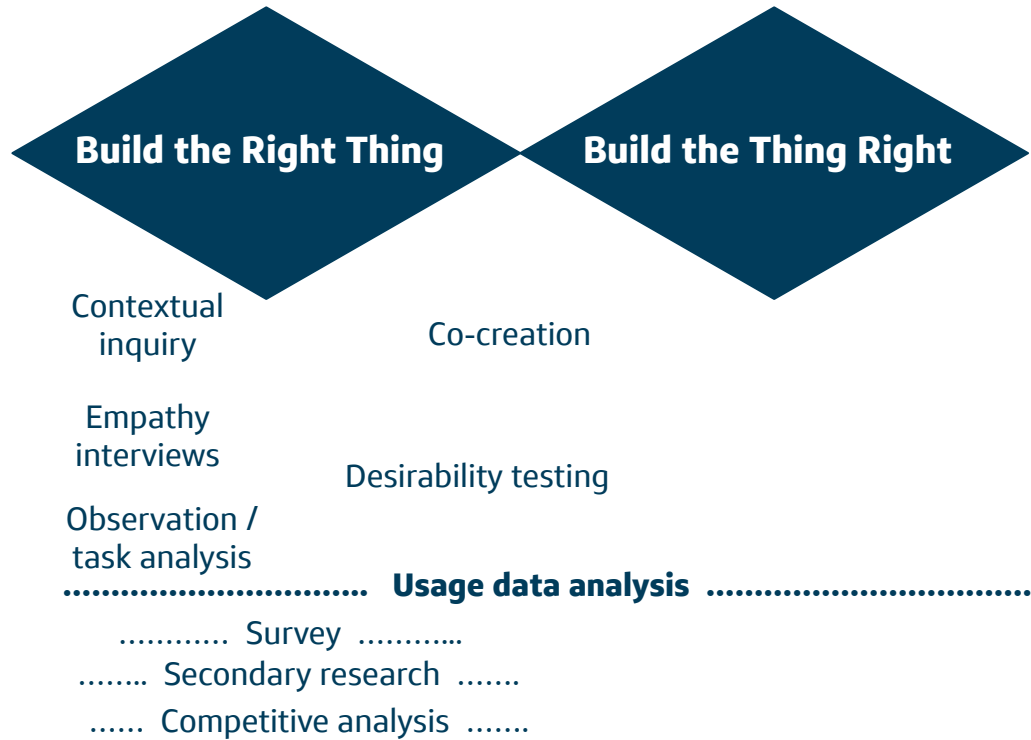 Build the Right Thing
Build the Thing Right
Contextual
inquiry
Co-creation
Empathy
interviews
Desirability testing
Observation /
task analysis
................................ Usage data analysis ..................................
………… Survey ………...
…….. Secondary research …….
…… Competitive analysis …….